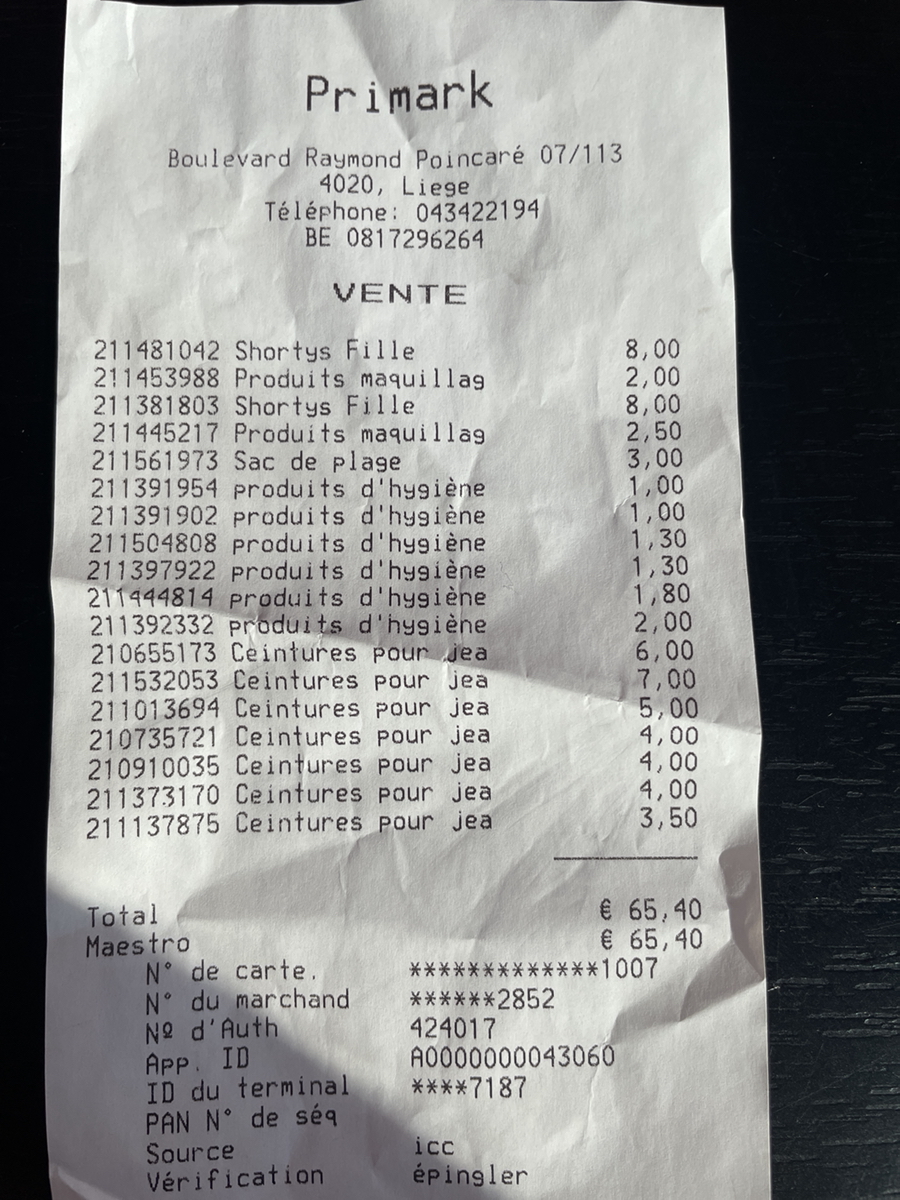 Primark
Boulevard Raymond Poincaré 07/113
4020, Liege
Téléphone: 043422194
BE 0817296264
VENTE
211481042 Shortys Fille 8,00
211453988 Produits maquillag 2,00
211381803 Shortys Fille 8,00
211445217 Produits maquillag 2,50
211561973 Sac de plage 3,00
211391954 produits d'hygiène 1,00
211391902 produits d'hygiène 1,00
211504808 produits d'hygiène 1,30
211397922 produits d'hygiène 1,30
211444814 produits d'hygiène 1,80
211392332 produits d'hygiène 2,00
210655173 Ceintures pour jea 6,00
211532053 Ceintures pour jea 7,00
211013694 Ceintures pour jea 5,00
210735721 Ceintures pour jea 4,00
210910035 Ceintures pour jea 4,00
211373170 Ceintures pour jea 4,00
211137875 Ceintures pour jea 3,50
Total € 65,40
Maestro € 65,40
N° de carte. *************1007
N° du marchand ******2852
Nº d'Auth 424017
App. ID A0000000043060
ID du terminal ****7187
PAN N° de séq
Source icc
Vérification épingler